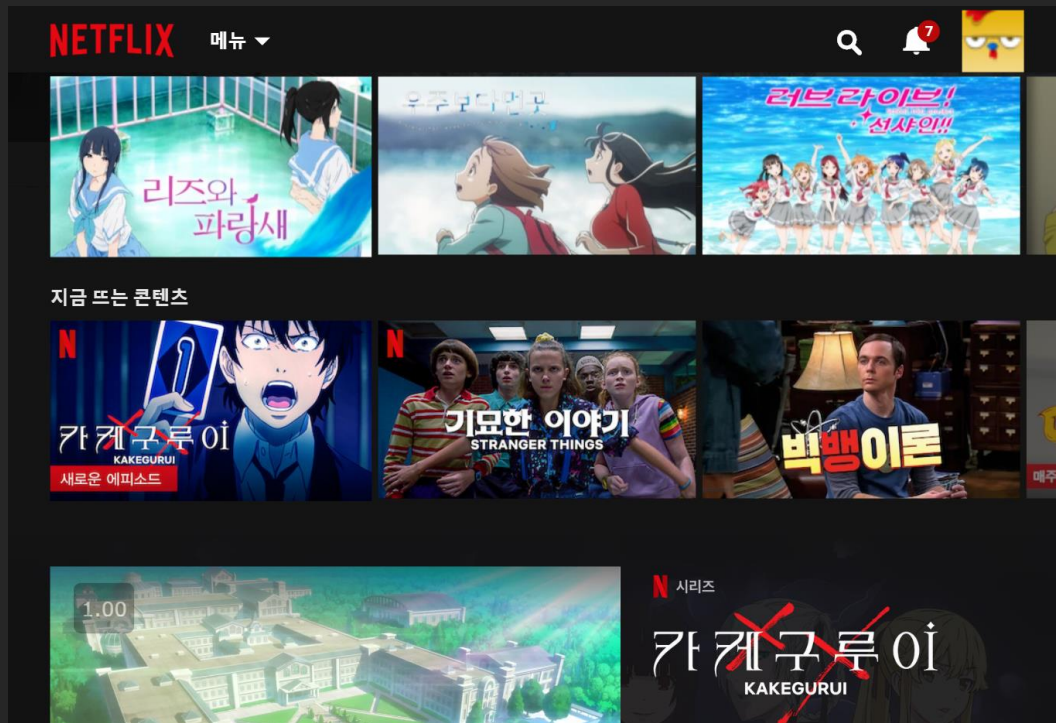 NETFLIX 메뉴 7
리즈와
파랑새
우주보다 먼 곳
러브 라이브!
선샤인!!
지금 뜨는 콘텐츠
N
카케구루이
KAKEGURUI
새로운 에피소드
N
기묘한 이야기
STRANGER THINGS
빅뱅이론
매주
1.00
N 시리즈
카케구루이
KAKEGURUI